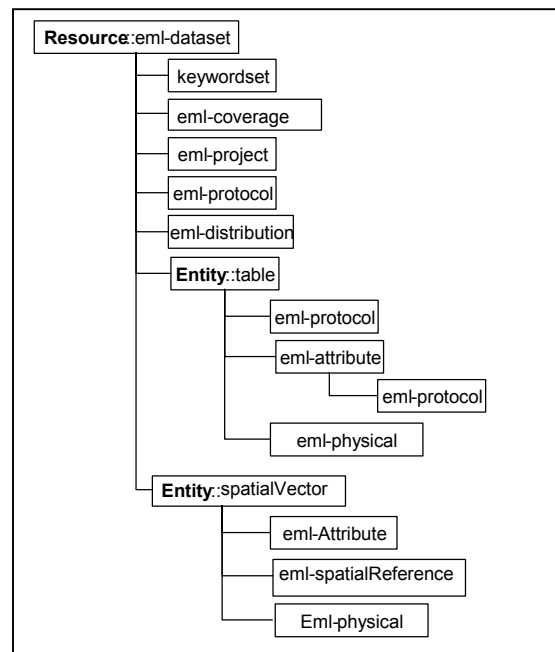 Resource::eml-dataset
keywordset
eml-coverage
eml-project
eml-protocol
eml-distribution
Entity::table
eml-protocol
eml-attribute
eml-protocol
eml-physical
Entity::spatialVector
eml-Attribute
eml-spatialReference
Eml-physical